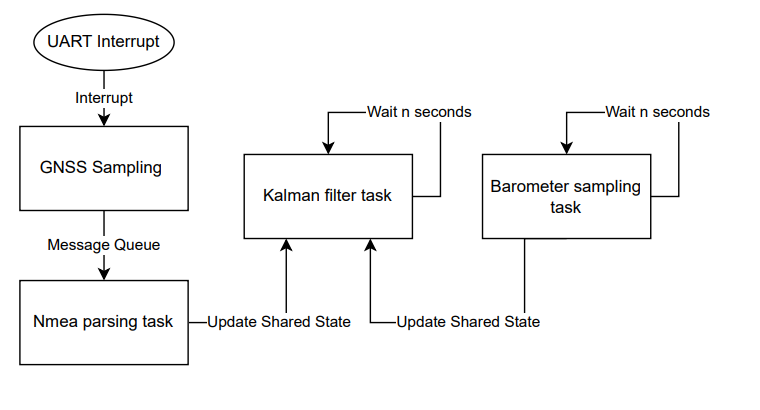 UART Interrupt
Interrupt
GNSS Sampling
Message Queue
Nmea parsing task
Update Shared State
Wait n seconds
Kalman filter task
Update Shared State
Wait n seconds
Barometer sampling
task